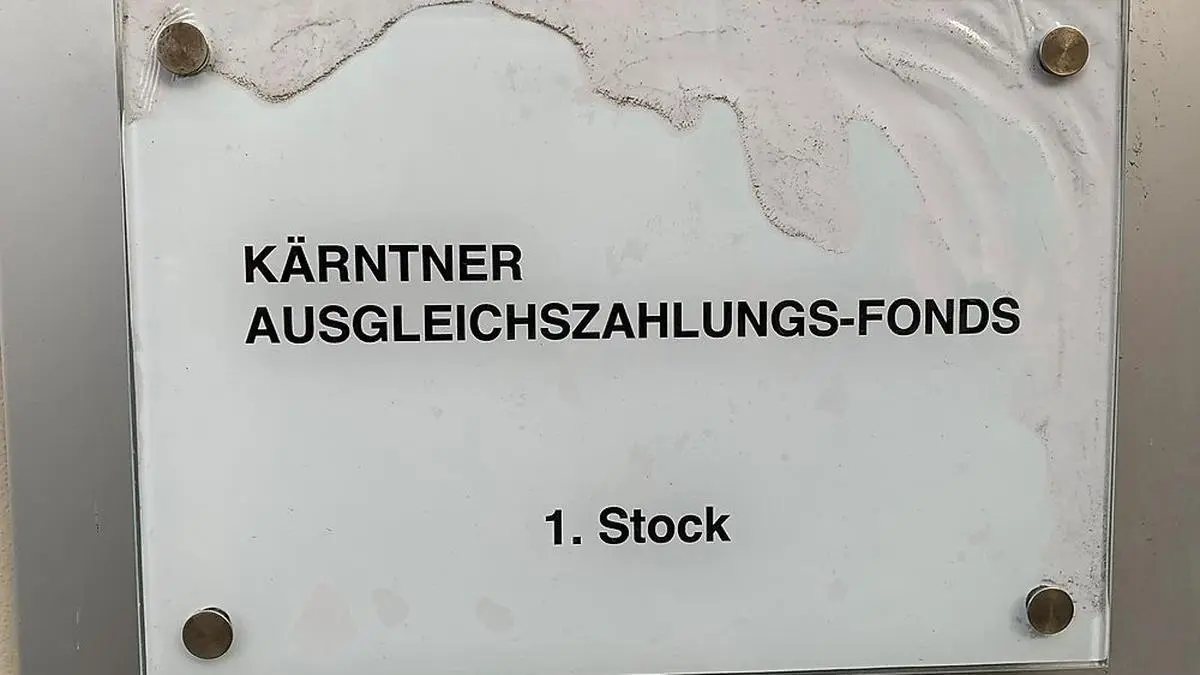 KÄRNTNER
AUSGLEICHSZAHLUNGS-FONDS
1. Stock